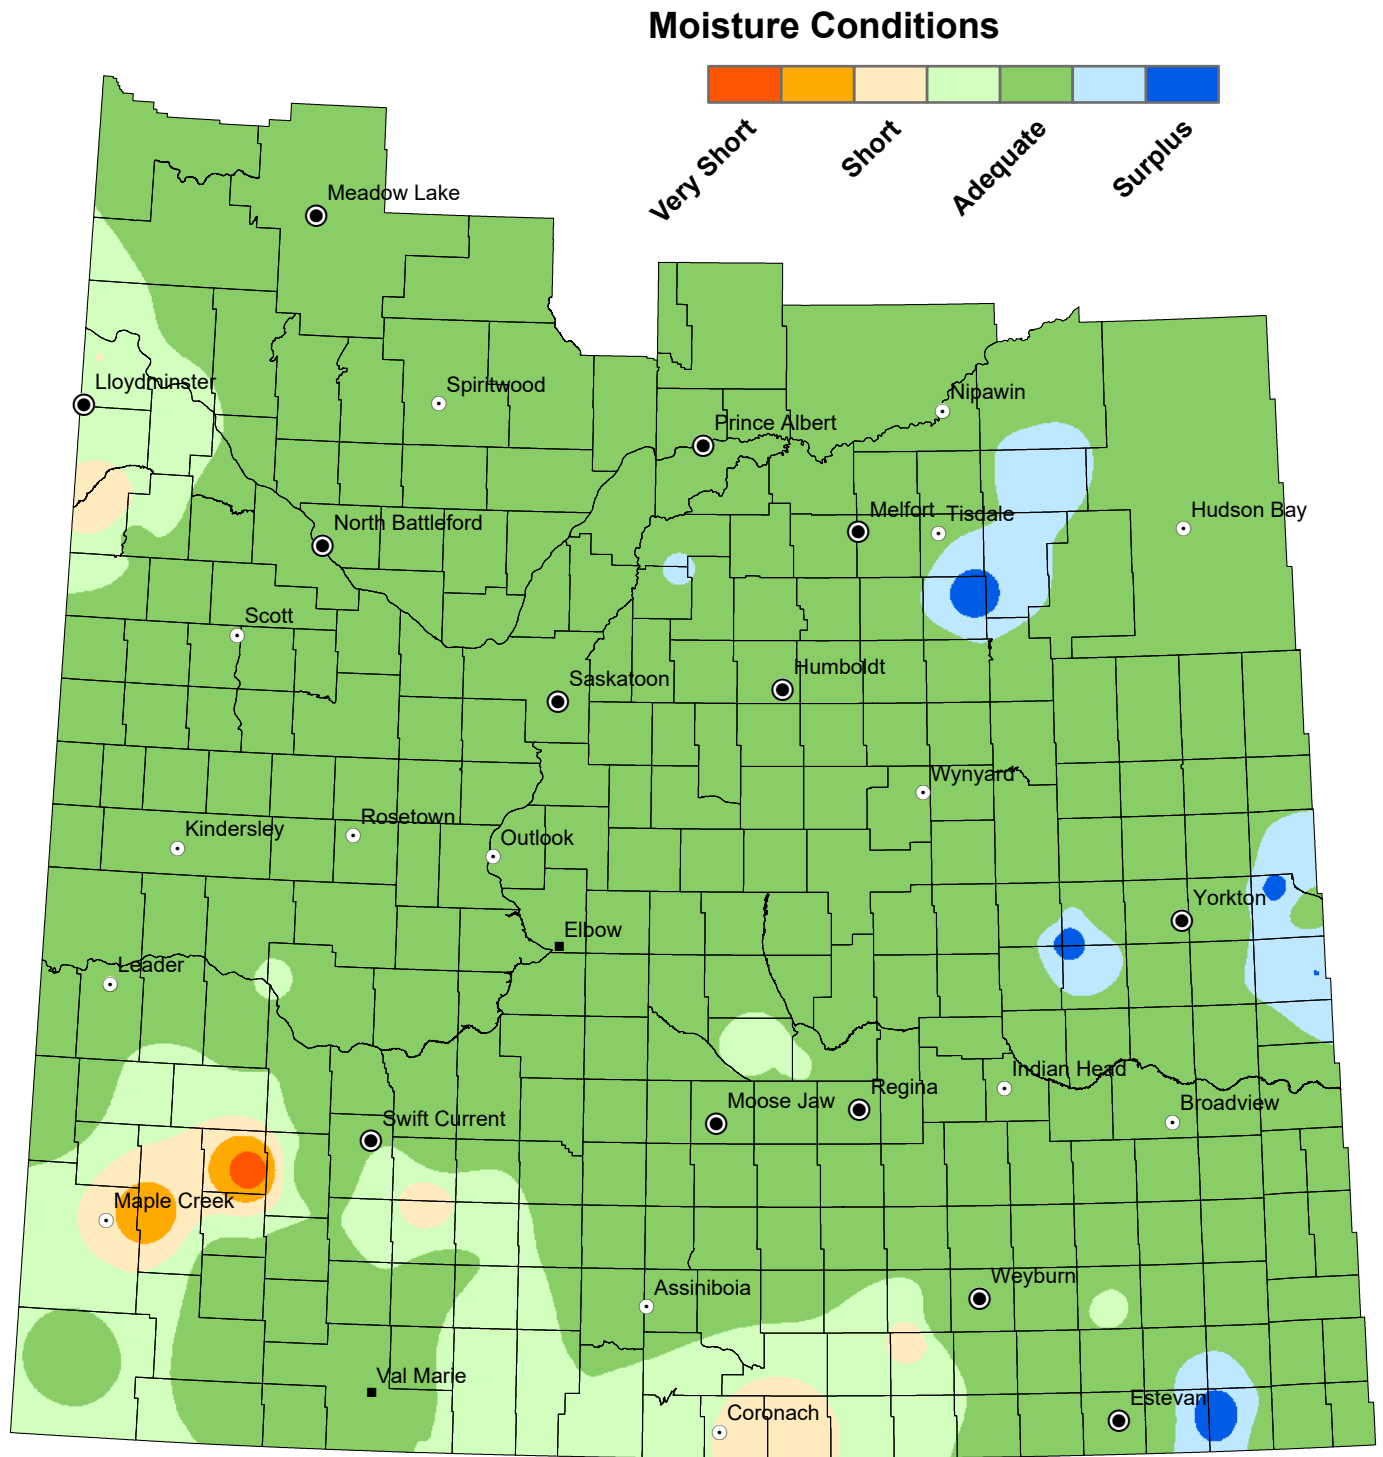 Moisture Conditions
Very Short
Short
Adequate
Surplus
Meadow Lake
Lloydminster
Spiritwood
Nipawin
Prince Albert
North Battleford
Melfort
Tisdale
Hudson Bay
Scott
Saskatoon
Humboldt
Wynyard
Kindersley
Rosetown
Outlook
Yorkton
Elbow
Leader
Indian Head
Regina
Moose Jaw
Broadview
Swift Current
Maple Creek
Assiniboia
Weyburn
Val Marie
Coronach
Estevan